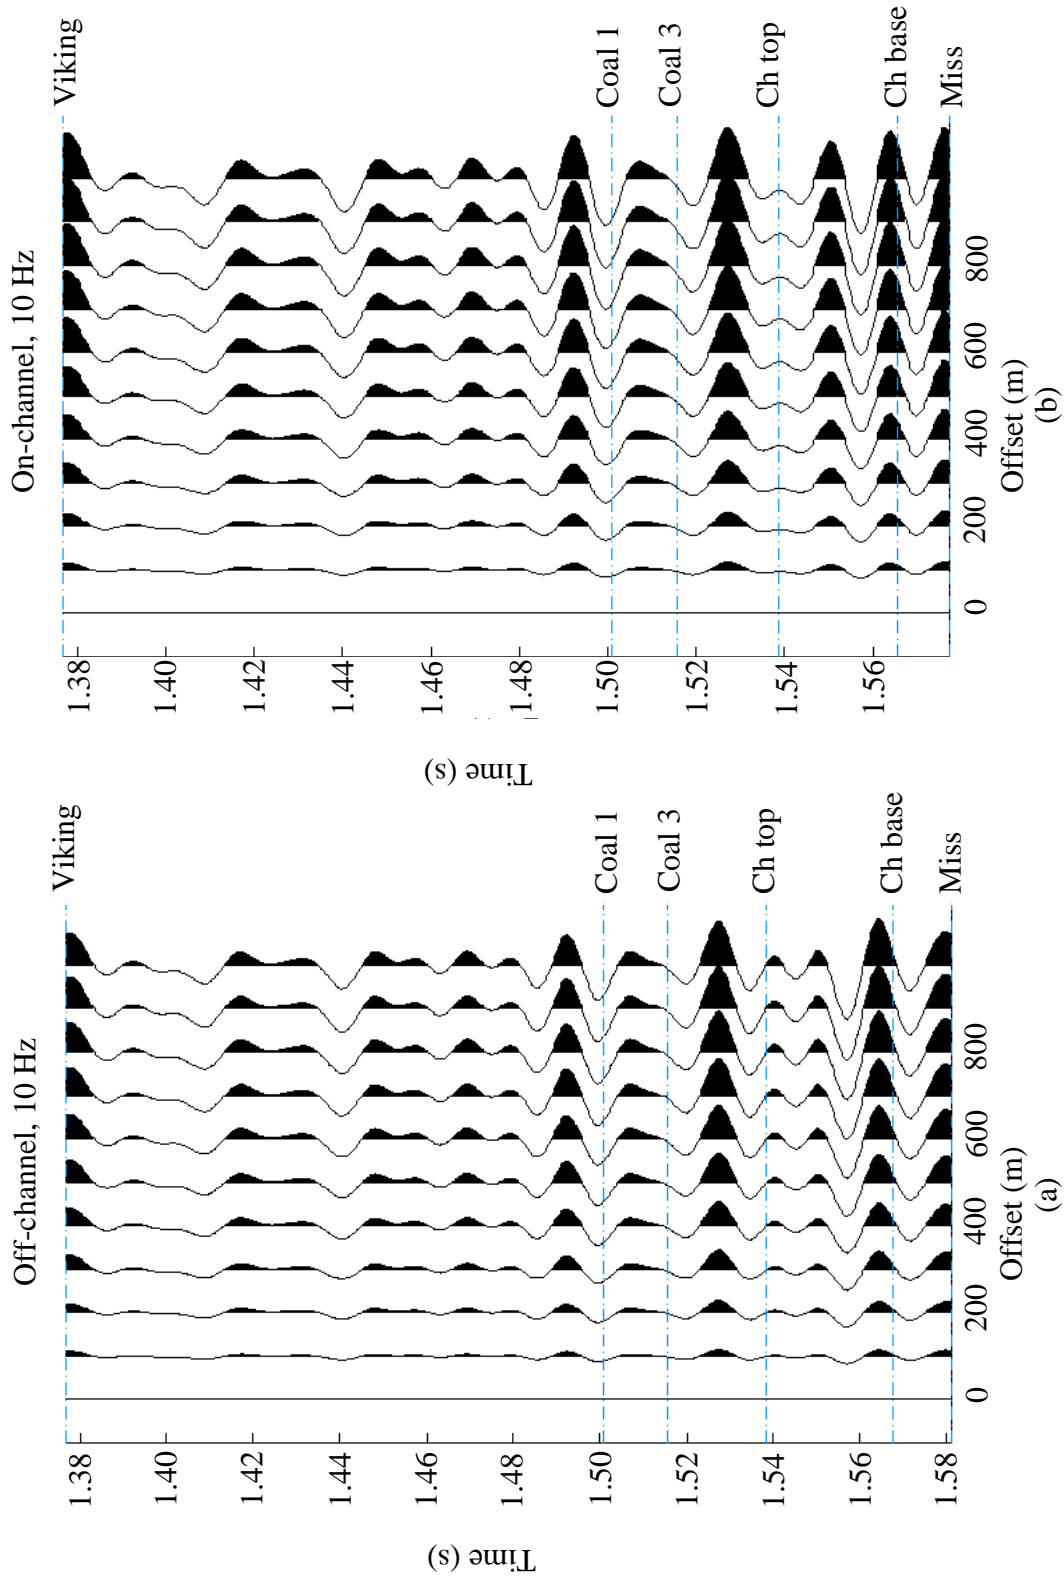 Off-channel, 10 Hz
Time (s)
1.38
1.40
1.42
1.44
1.46
1.48
1.50
1.52
1.54
1.56
1.58
Viking
Coal 1
Coal 3
Ch top
Ch base
Miss
0
200
400
600
800
Offset (m)
(a)
On-channel, 10 Hz
Time (s)
1.38
1.40
1.42
1.44
1.46
1.48
1.50
1.52
1.54
1.56
Viking
Coal 1
Coal 3
Ch top
Ch base
Miss
0
200
400
600
800
Offset (m)
(b)